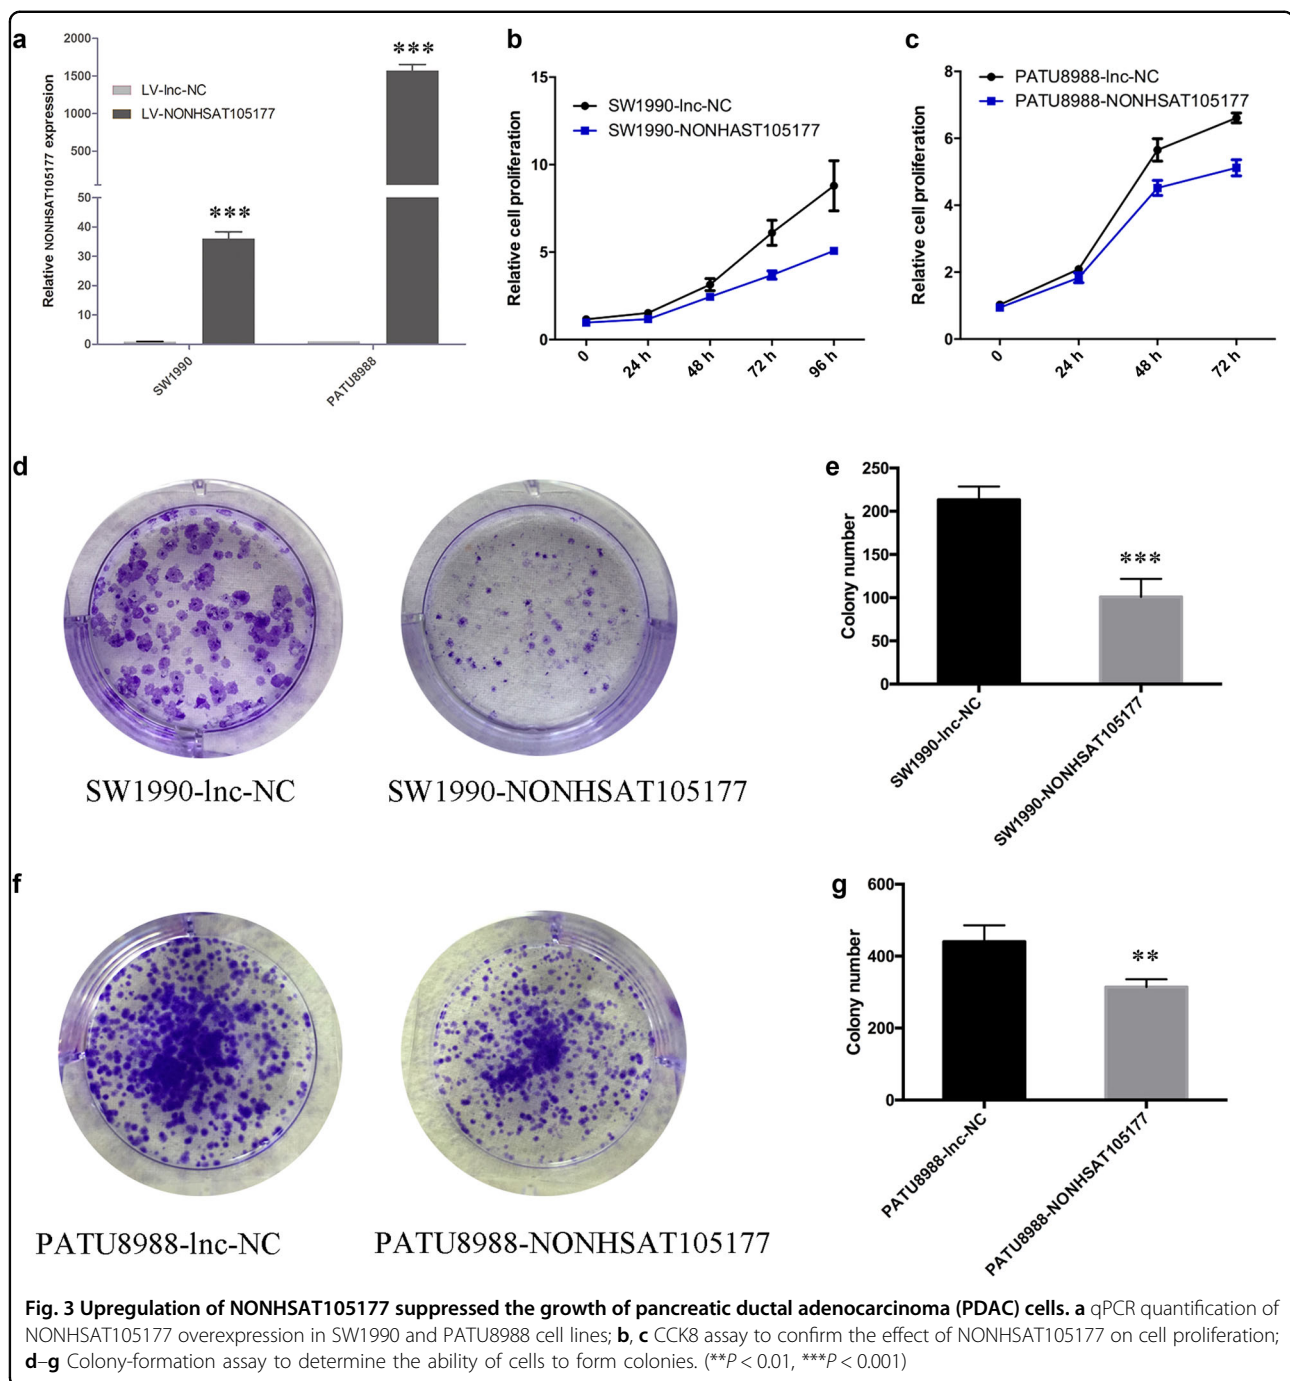 a
2000
1500
1000
500
50
40
30
20
10
0
Relative NONHSAT105177 expression
LV-lnc-NC
LV-NONHSAT105177
***
***
SW1990
PATU8988
b
15
10
5
0
Relative cell proliferation
SW1990-lnc-NC
SW1990-NONHAST105177
0
24 h
48 h
72 h
96 h
c
8
6
4
2
0
Relative cell proliferation
PATU8988-lnc-NC
PATU8988-NONHSAT105177
0
24 h
48 h
72 h
d
SW1990-lnc-NC
SW1990-NONHSAT105177
e
250
200
150
100
50
0
Colony number
***
SW1990-lnc-NC
SW1990-NONHSAT105177
f
PATU8988-lnc-NC
PATU8988-NONHSAT105177
g
600
400
200
0
Colony number
**
PATU8988-lnc-NC
PATU8988-NONHSAT105177
Fig. 3 Upregulation of NONHSAT105177 suppressed the growth of pancreatic ductal adenocarcinoma (PDAC) cells. a qPCR quantification of
NONHSAT105177 overexpression in SW1990 and PATU8988 cell lines; b, c CCK8 assay to confirm the effect of NONHSAT105177 on cell proliferation;
d–g Colony-formation assay to determine the ability of cells to form colonies. (**P < 0.01, ***P < 0.001)